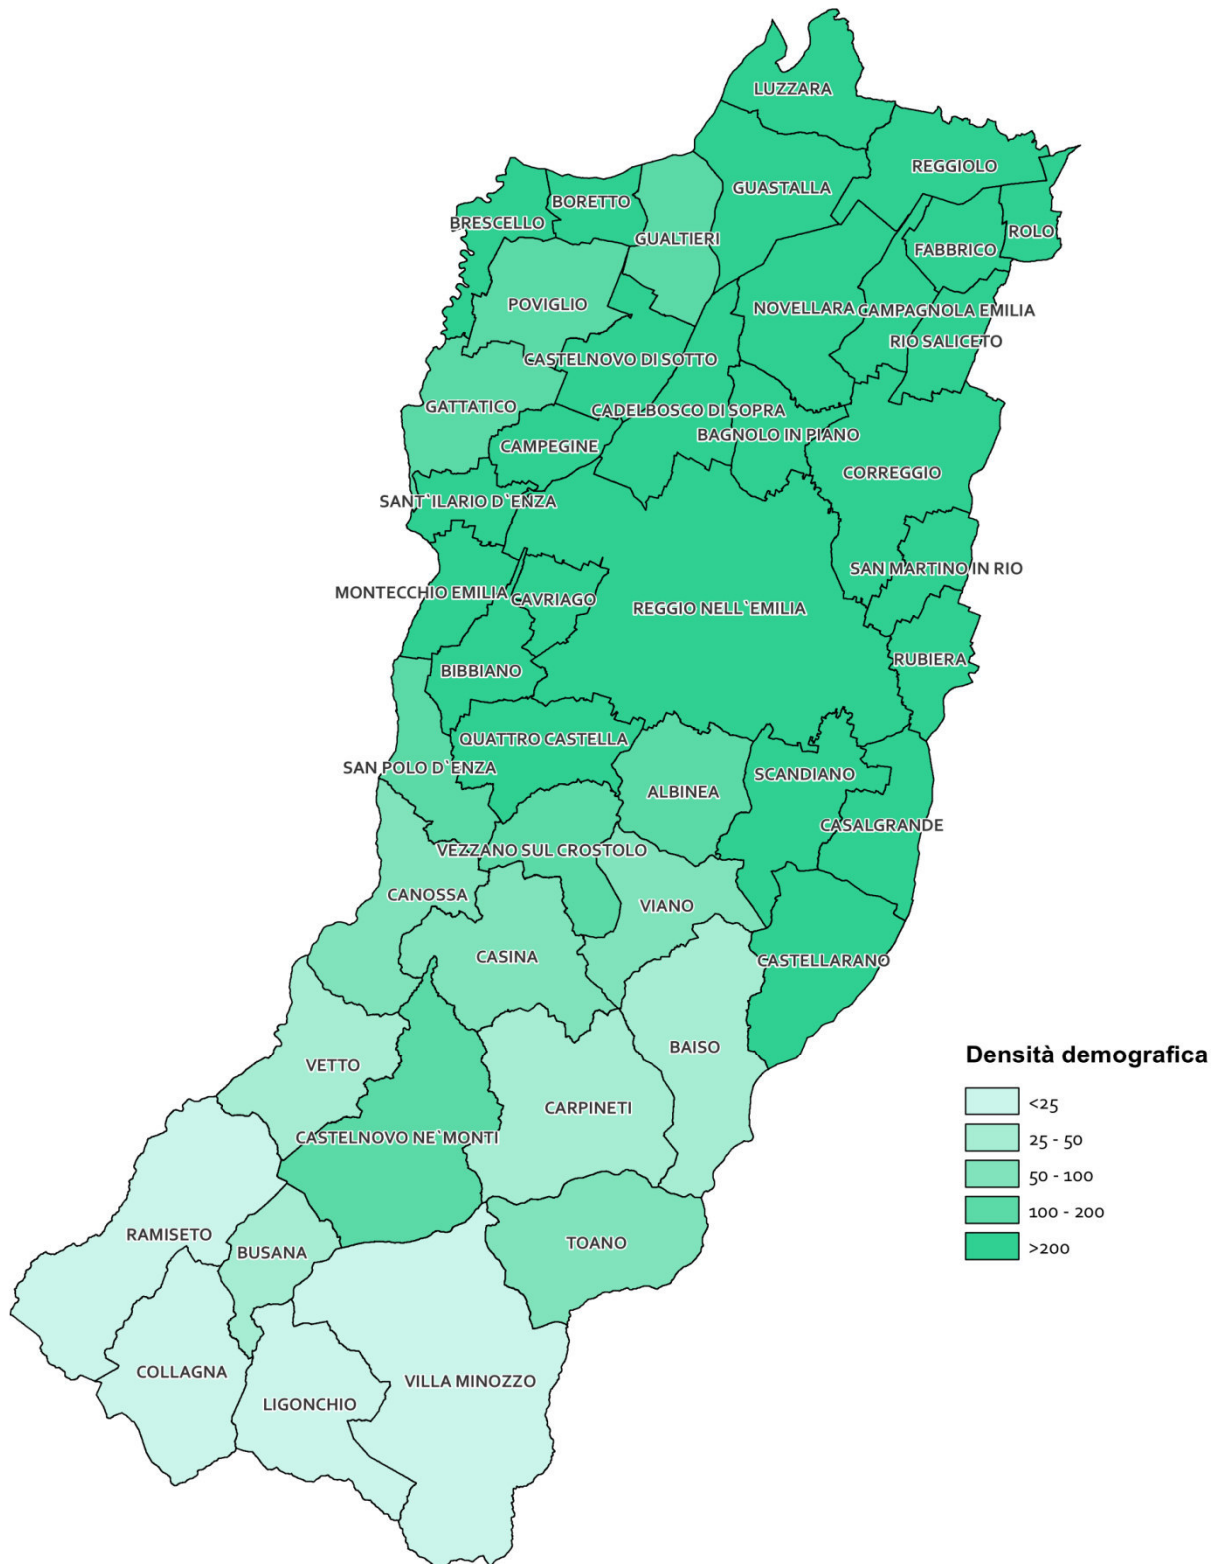 LUZZARA
REGGIOLO
GUASTALLA
BORETTO
BRESCELLO
GUALTIERI
ROLO
FABBRICO
POVIGLIO
NOVELLARA
CAMPAGNOLA EMILIA
RIO SALICETO
CASTELNOVO DI SOTTO
GATTATICO
CADELBOSCO DI SOPRA
BAGNOLO IN PIANO
CAMPEGINE
CORREGGIO
SANT`ILARIO D`ENZA
SAN MARTINO IN RIO
MONTECCHIO EMILIA
CAVRIAGO
REGGIO NELL`EMILIA
RUBIERA
BIBBIANO
QUATTRO CASTELLA
SAN POLO D`ENZA
SCANDIANO
ALBINEA
CASALGRANDE
VEZZANO SUL CROSTOLO
CANOSSA
VIANO
CASINA
CASTELLARANO
BAISO
VETTO
CARPINETI
CASTELNOVO NE`MONTI
RAMISETO
BUSANA
TOANO
COLLAGNA
VILLA MINOZZO
LIGONCHIO
Densità demografica
<25
25 - 50
50 - 100
100 - 200
>200